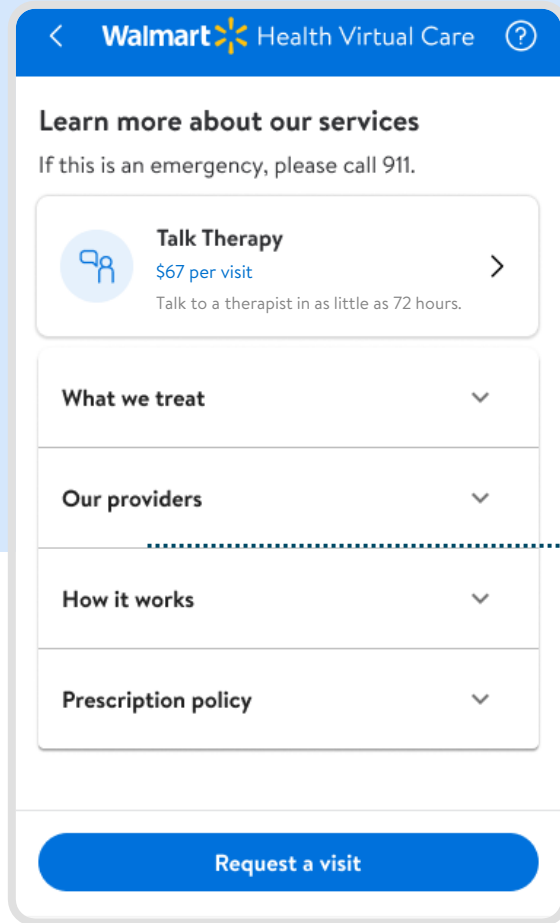 Walmart Health Virtual Care ?
Learn more about our services
If this is an emergency, please call 911.
Talk Therapy
$67 per visit
Talk to a therapist in as little as 72 hours.
What we treat
Our providers
How it works
Prescription policy
Request a visit